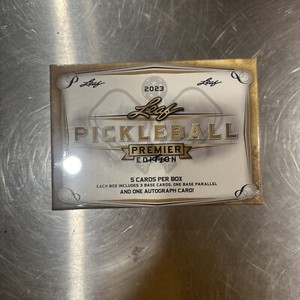 2023
Leaf
Leaf
Leaf
PICKLEBALL
PREMIER
EDITION
5 CARDS PER BOX
EACH BOX INCLUDES 3 BASE CARDS, ONE BASE PARALLEL
AND ONE AUTOGRAPH CARD!